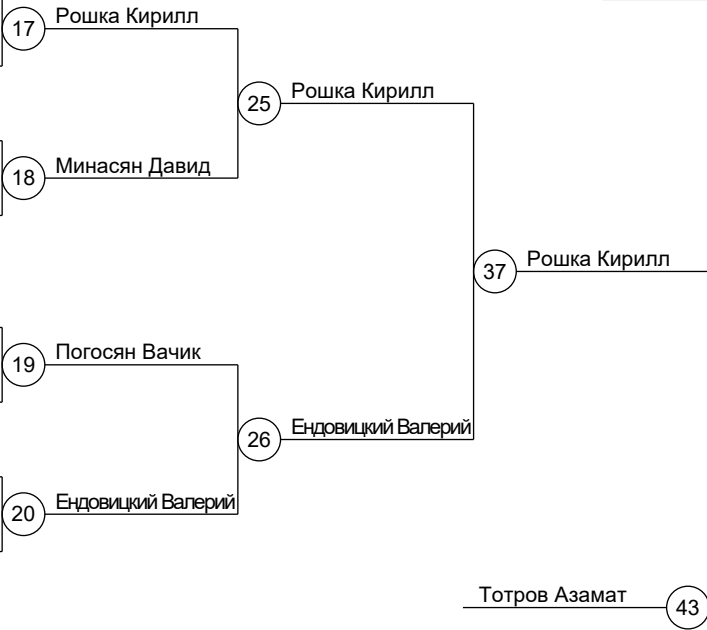 17 Рошка Кирилл
25 Рошка Кирилл
18 Минасян Давид
37 Рошка Кирилл
19 Погосян Вачик
26 Ендовицкий Валерий
20 Ендовицкий Валерий
Тотров Азамат 43